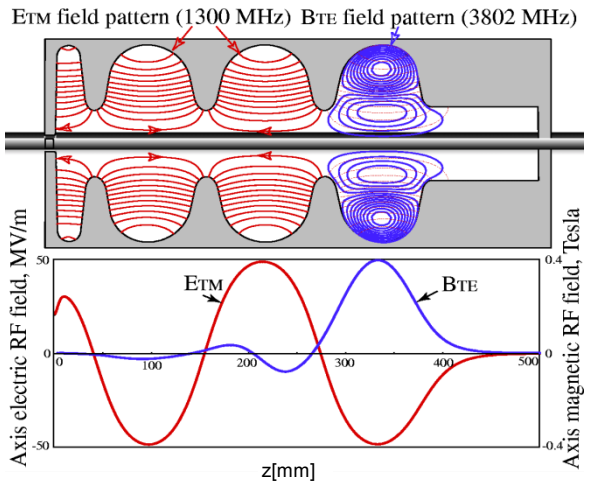 ETM field pattern (1300 MHz) BTE field pattern (3802 MHz)
Axis electric RF field, MV/m
50
0
-50
ETM
BTE
0 100 200 300 400 500
0.4
0
-0.4
Axis magnetic RF field, Tesla
z[mm]